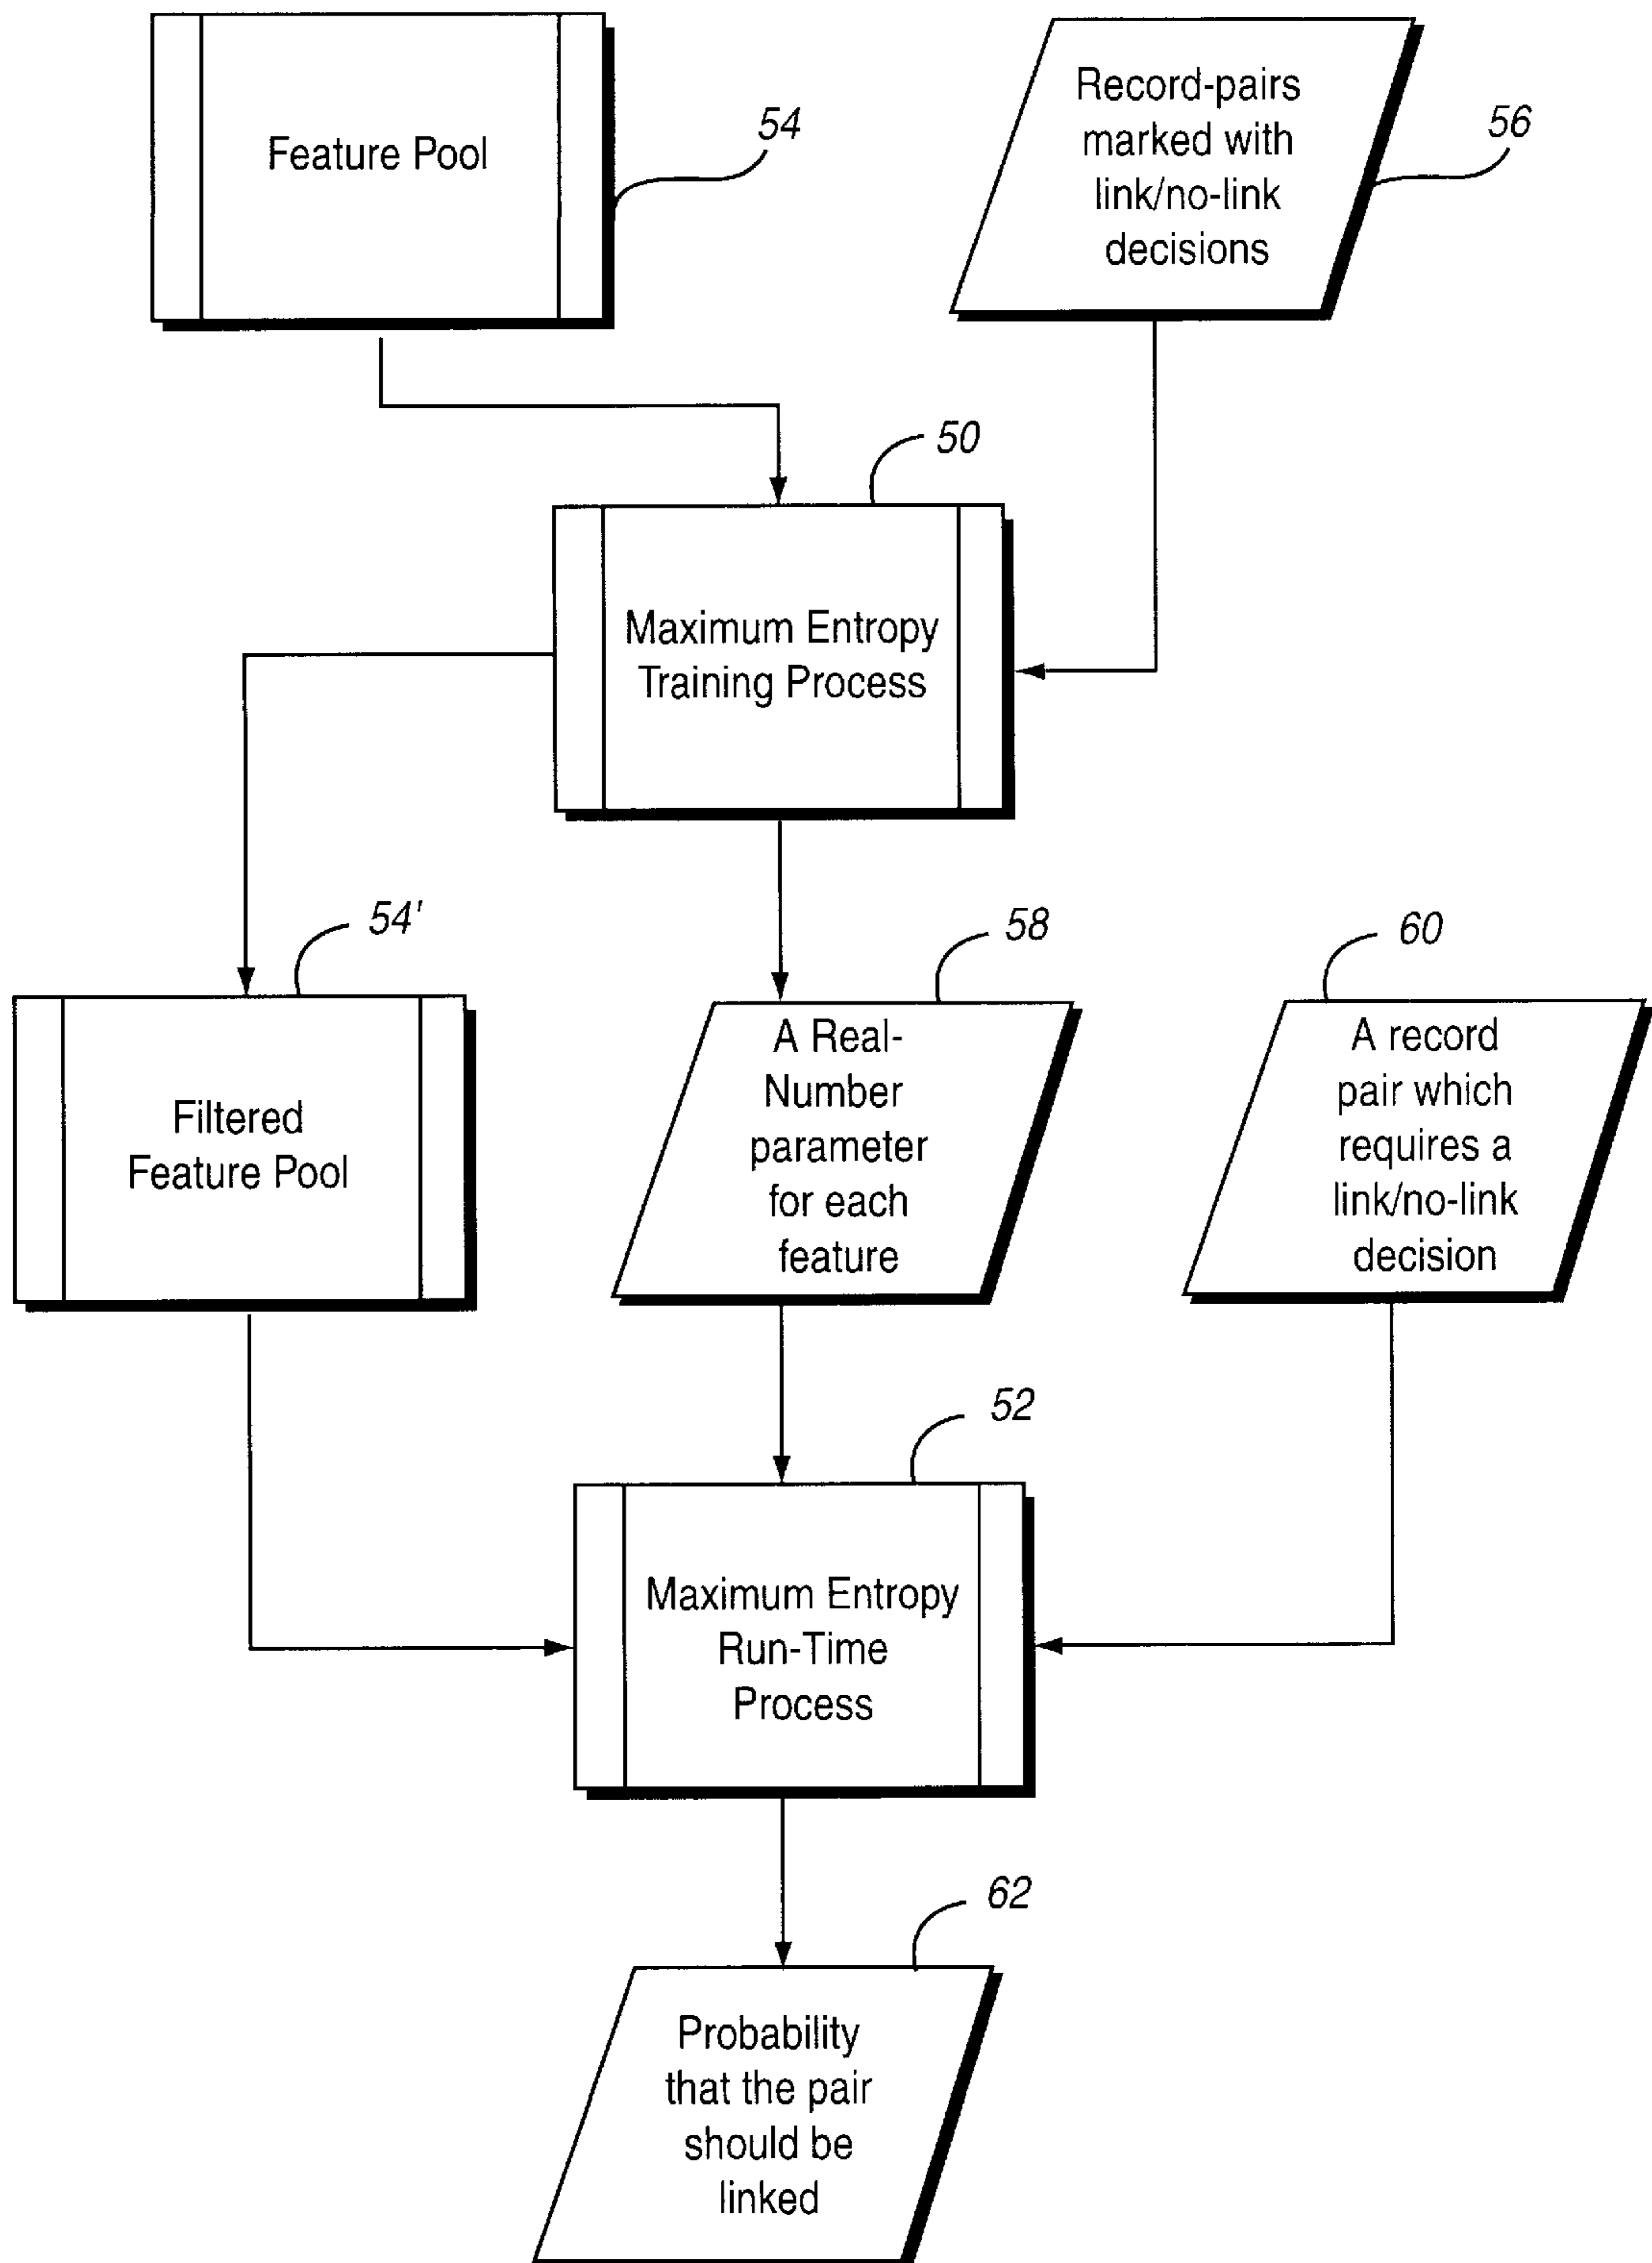 Feature Pool
54
Record-pairs
marked with
link/no-link
decisions
56
50
Maximum Entropy
Training Process
54'
Filtered
Feature Pool
58
A Real-
Number
parameter
for each
feature
60
A record
pair which
requires a
link/no-link
decision
52
Maximum Entropy
Run-Time
Process
62
Probability
that the pair
should be
linked